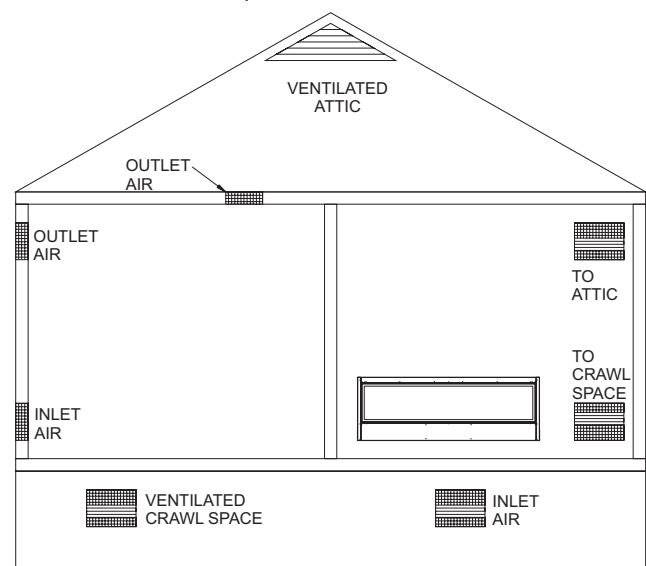 VENTILATED
ATTIC
OUTLET
AIR
OUTLET
AIR
TO
ATTIC
TO
CRAWL
SPACE
INLET
AIR
VENTILATED
CRAWL SPACE
INLET
AIR